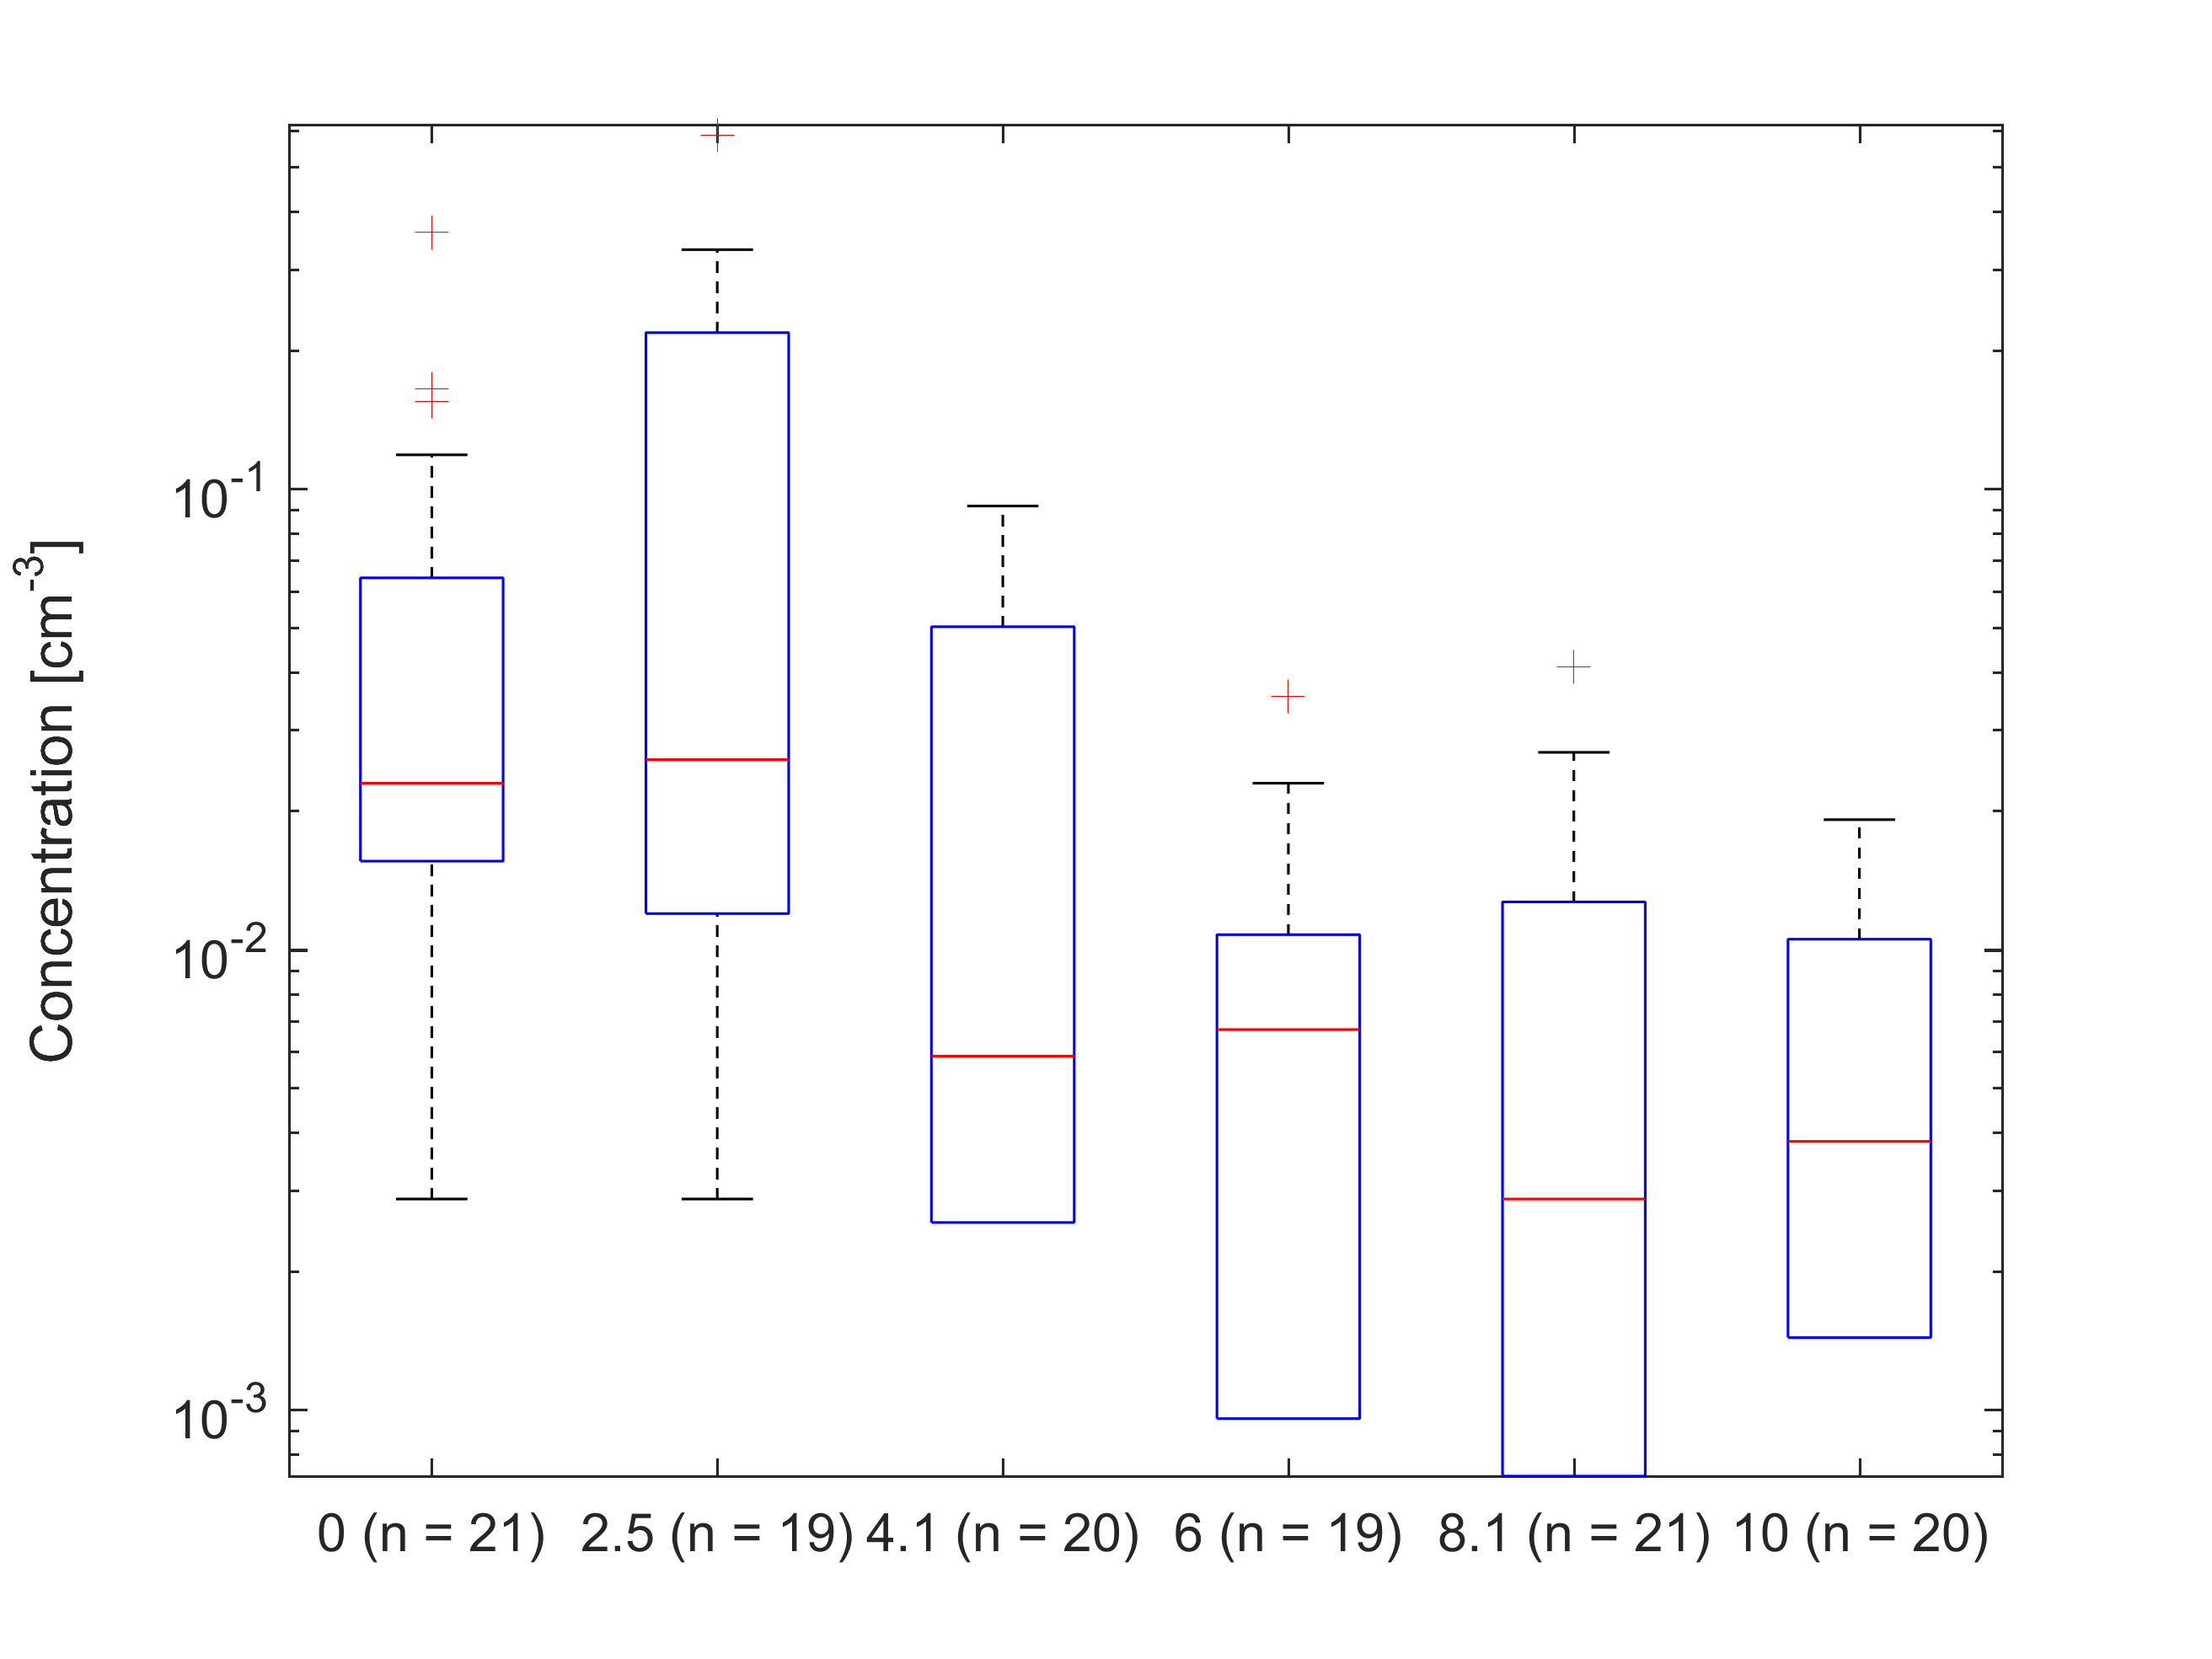 Concentration [cm-3]
10-1
10-2
10-3
0 (n = 21) 2.5 (n = 19) 4.1 (n = 20) 6 (n = 19) 8.1 (n = 21) 10 (n = 20)